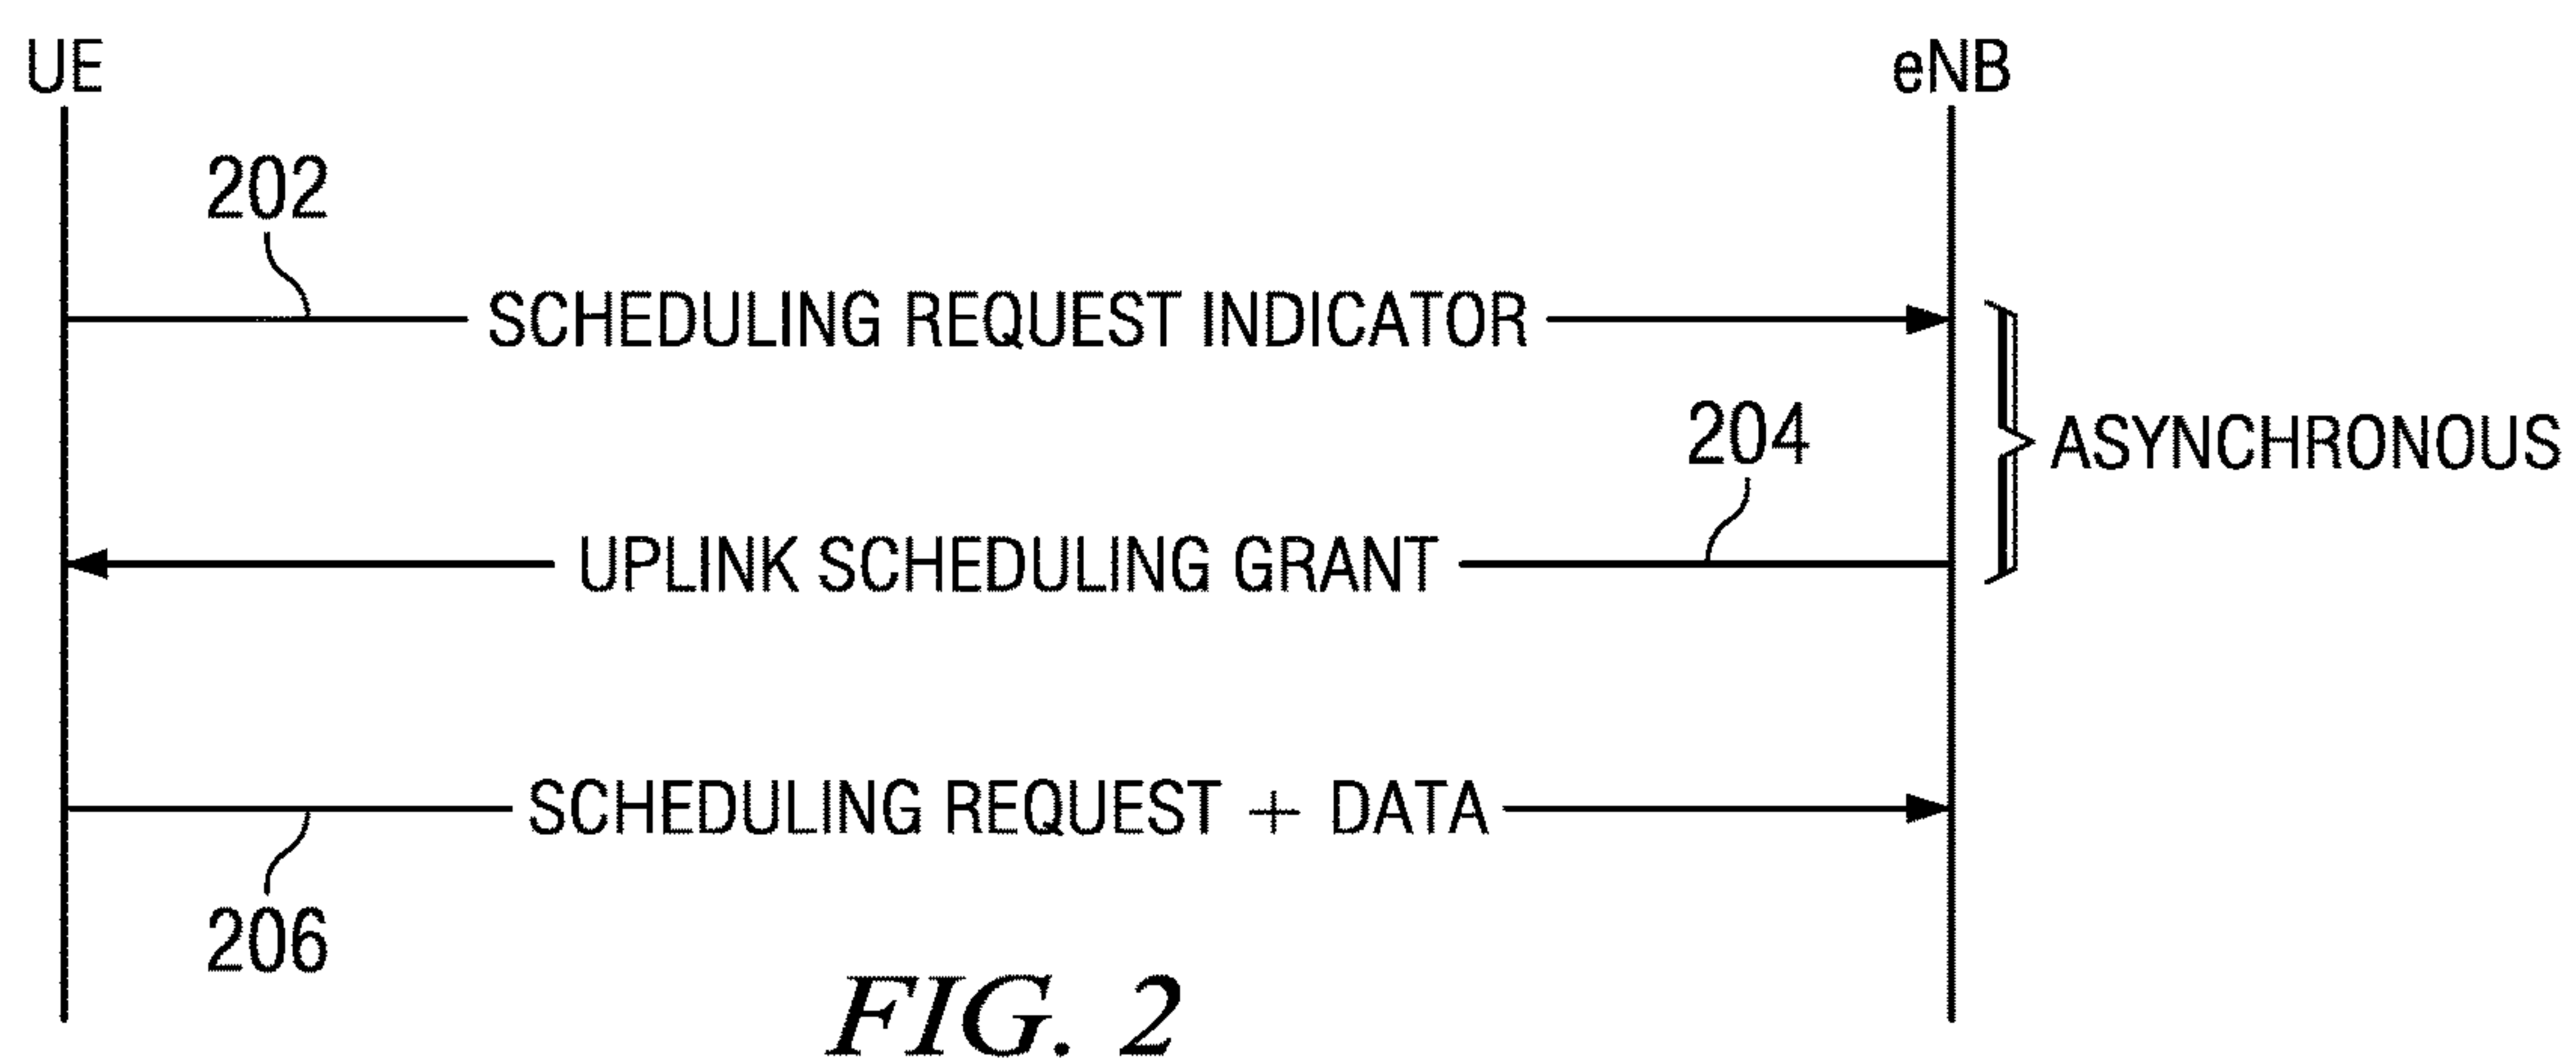 UE
eNB
202
SCHEDULING REQUEST INDICATOR
204
ASYNCHRONOUS
UPLINK SCHEDULING GRANT
SCHEDULING REQUEST + DATA
206
FIG. 2